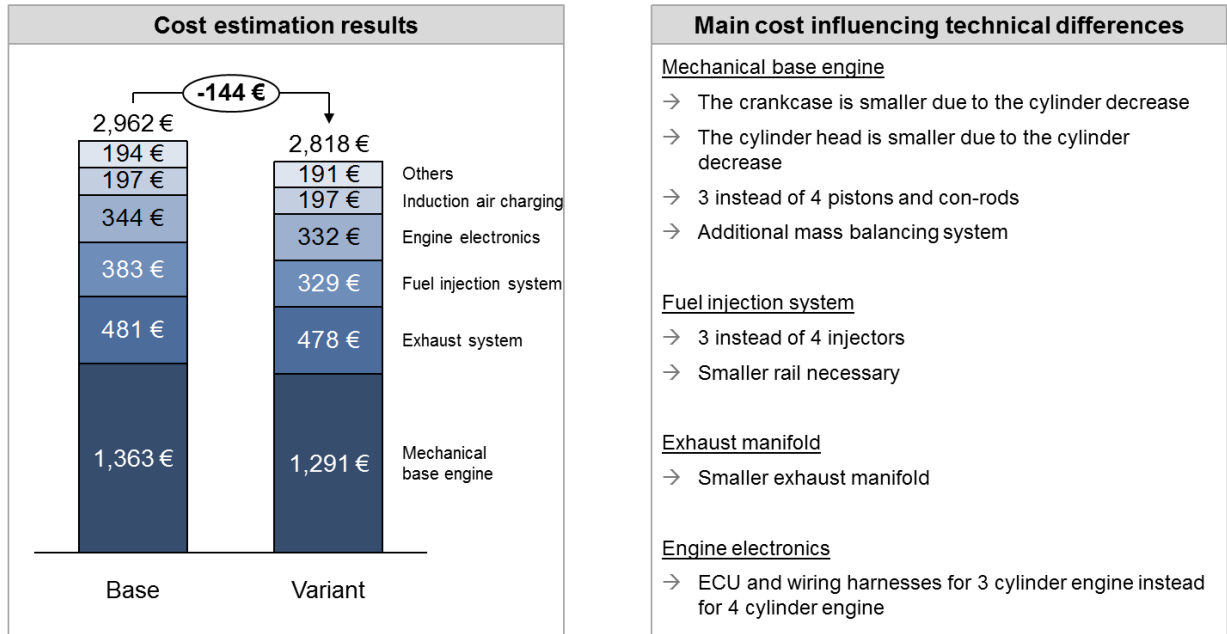 Cost estimation results
-144 €
2,962 €
2,818 €
194 €
191 €
Others
197 €
197 €
Induction air charging
344 €
332 €
Engine electronics
383 €
329 €
Fuel injection system
481 €
478 €
Exhaust system
1,363 €
1,291 €
Mechanical
base engine
Base
Variant
Main cost influencing technical differences
Mechanical base engine
→ The crankcase is smaller due to the cylinder decrease
→ The cylinder head is smaller due to the cylinder
decrease
→ 3 instead of 4 pistons and con-rods
→ Additional mass balancing system
Fuel injection system
→ 3 instead of 4 injectors
→ Smaller rail necessary
Exhaust manifold
→ Smaller exhaust manifold
Engine electronics
→ ECU and wiring harnesses for 3 cylinder engine instead
for 4 cylinder engine